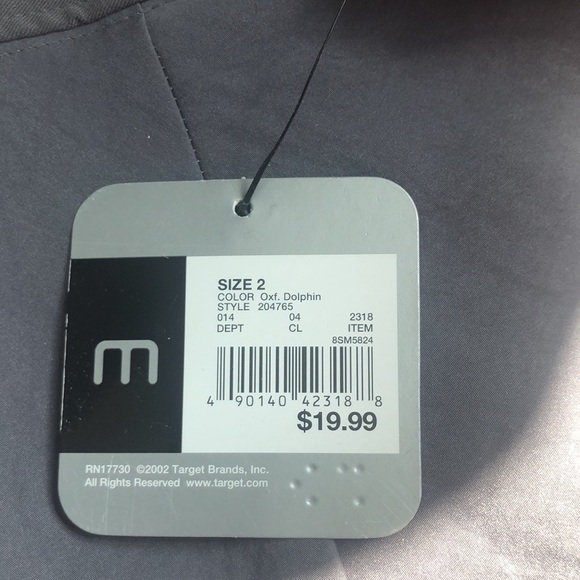 m
SIZE 2
COLOR Oxf. Dolphin
STYLE 204765
014 04 2318
DEPT CL ITEM
8SM5824
4 90140 42318 8
$19.99
RN17730 ©2002 Target Brands, Inc.
All Rights Reserved www.target.com